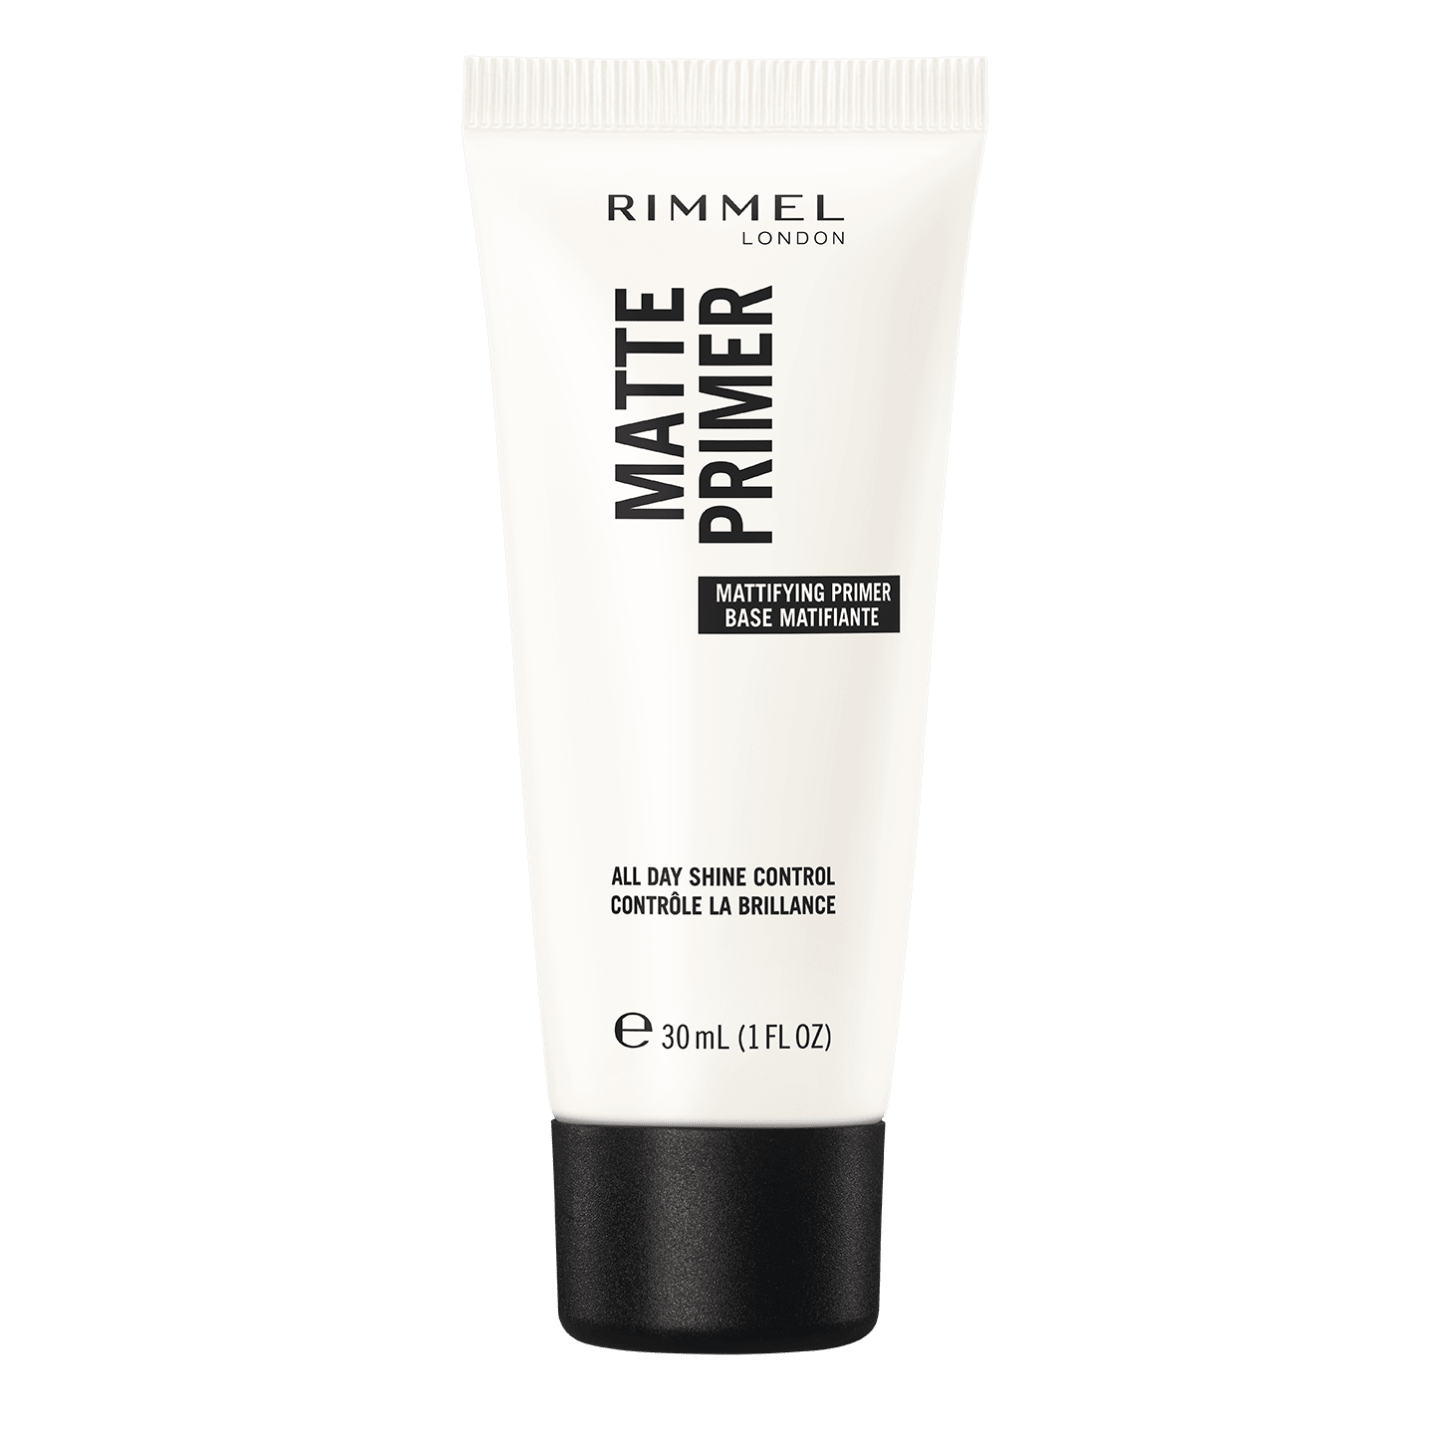 RIMMEL
LONDON
MATTE
PRIMER
MATTIFYING PRIMER
BASE MATIFIANTE
ALL DAY SHINE CONTROL
CONTRÔLE LA BRILLANCE
℮ 30 mL (1 FL OZ)